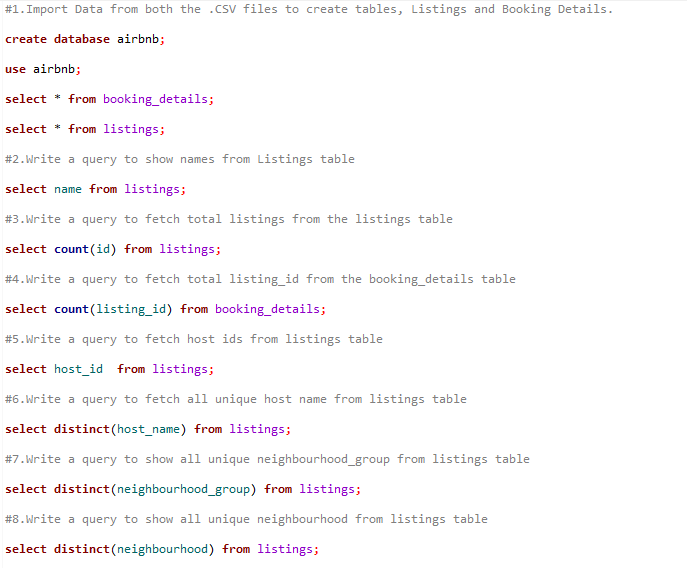 #1.Import Data from both the .CSV files to create tables, Listings and Booking Details.
create database airbnb;
use airbnb;
select * from booking_details;
select * from listings;
#2.Write a query to show names from Listings table
select name from listings;
#3.Write a query to fetch total listings from the listings table
select count(id) from listings;
#4.Write a query to fetch total listing_id from the booking_details table
select count(listing_id) from booking_details;
#5.Write a query to fetch host ids from listings table
select host_id  from listings;
#6.Write a query to fetch all unique host name from listings table
select distinct(host_name) from listings;
#7.Write a query to show all unique neighbourhood_group from listings table
select distinct(neighbourhood_group) from listings;
#8.Write a query to show all unique neighbourhood from listings table
select distinct(neighbourhood) from listings;